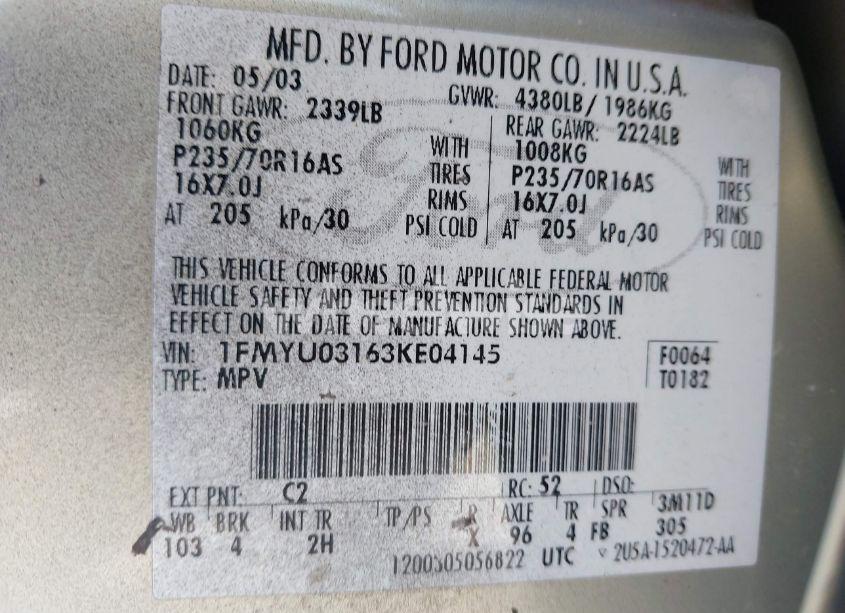 MFD. BY FORD MOTOR CO. IN U.S.A.
DATE: 05/03 GVWR: 4380LB/ 1986KG
FRONT GAWR: 2339LB REAR GAWR: 2224LB
1060KG WITH 1008KG WITH
P235/70R16AS TIRES P235/70R16AS TIRES
16X7.0J RIMS 16X7.0J RIMS
AT 205 kPa/30 PSI COLD AT 205 kPa/30 PSI COLD
Ford
THIS VEHICLE CONFORMS TO ALL APPLICABLE FEDERAL MOTOR
VEHICLE SAFETY AND THEFT PREVENTION STANDARDS IN
EFFECT ON THE DATE OF MANUFACTURE SHOWN ABOVE.
VIN: 1FMYU03163KE04145 F0064
TYPE: MPV T0182
EXT PNT: C2 RC: 52 DSO:
WB BRK INT TR TP/PS R AXLE TR SPR 3M11D
103 4 2H X 96 4 FB 305
UTC 2U5A-1520472-AA